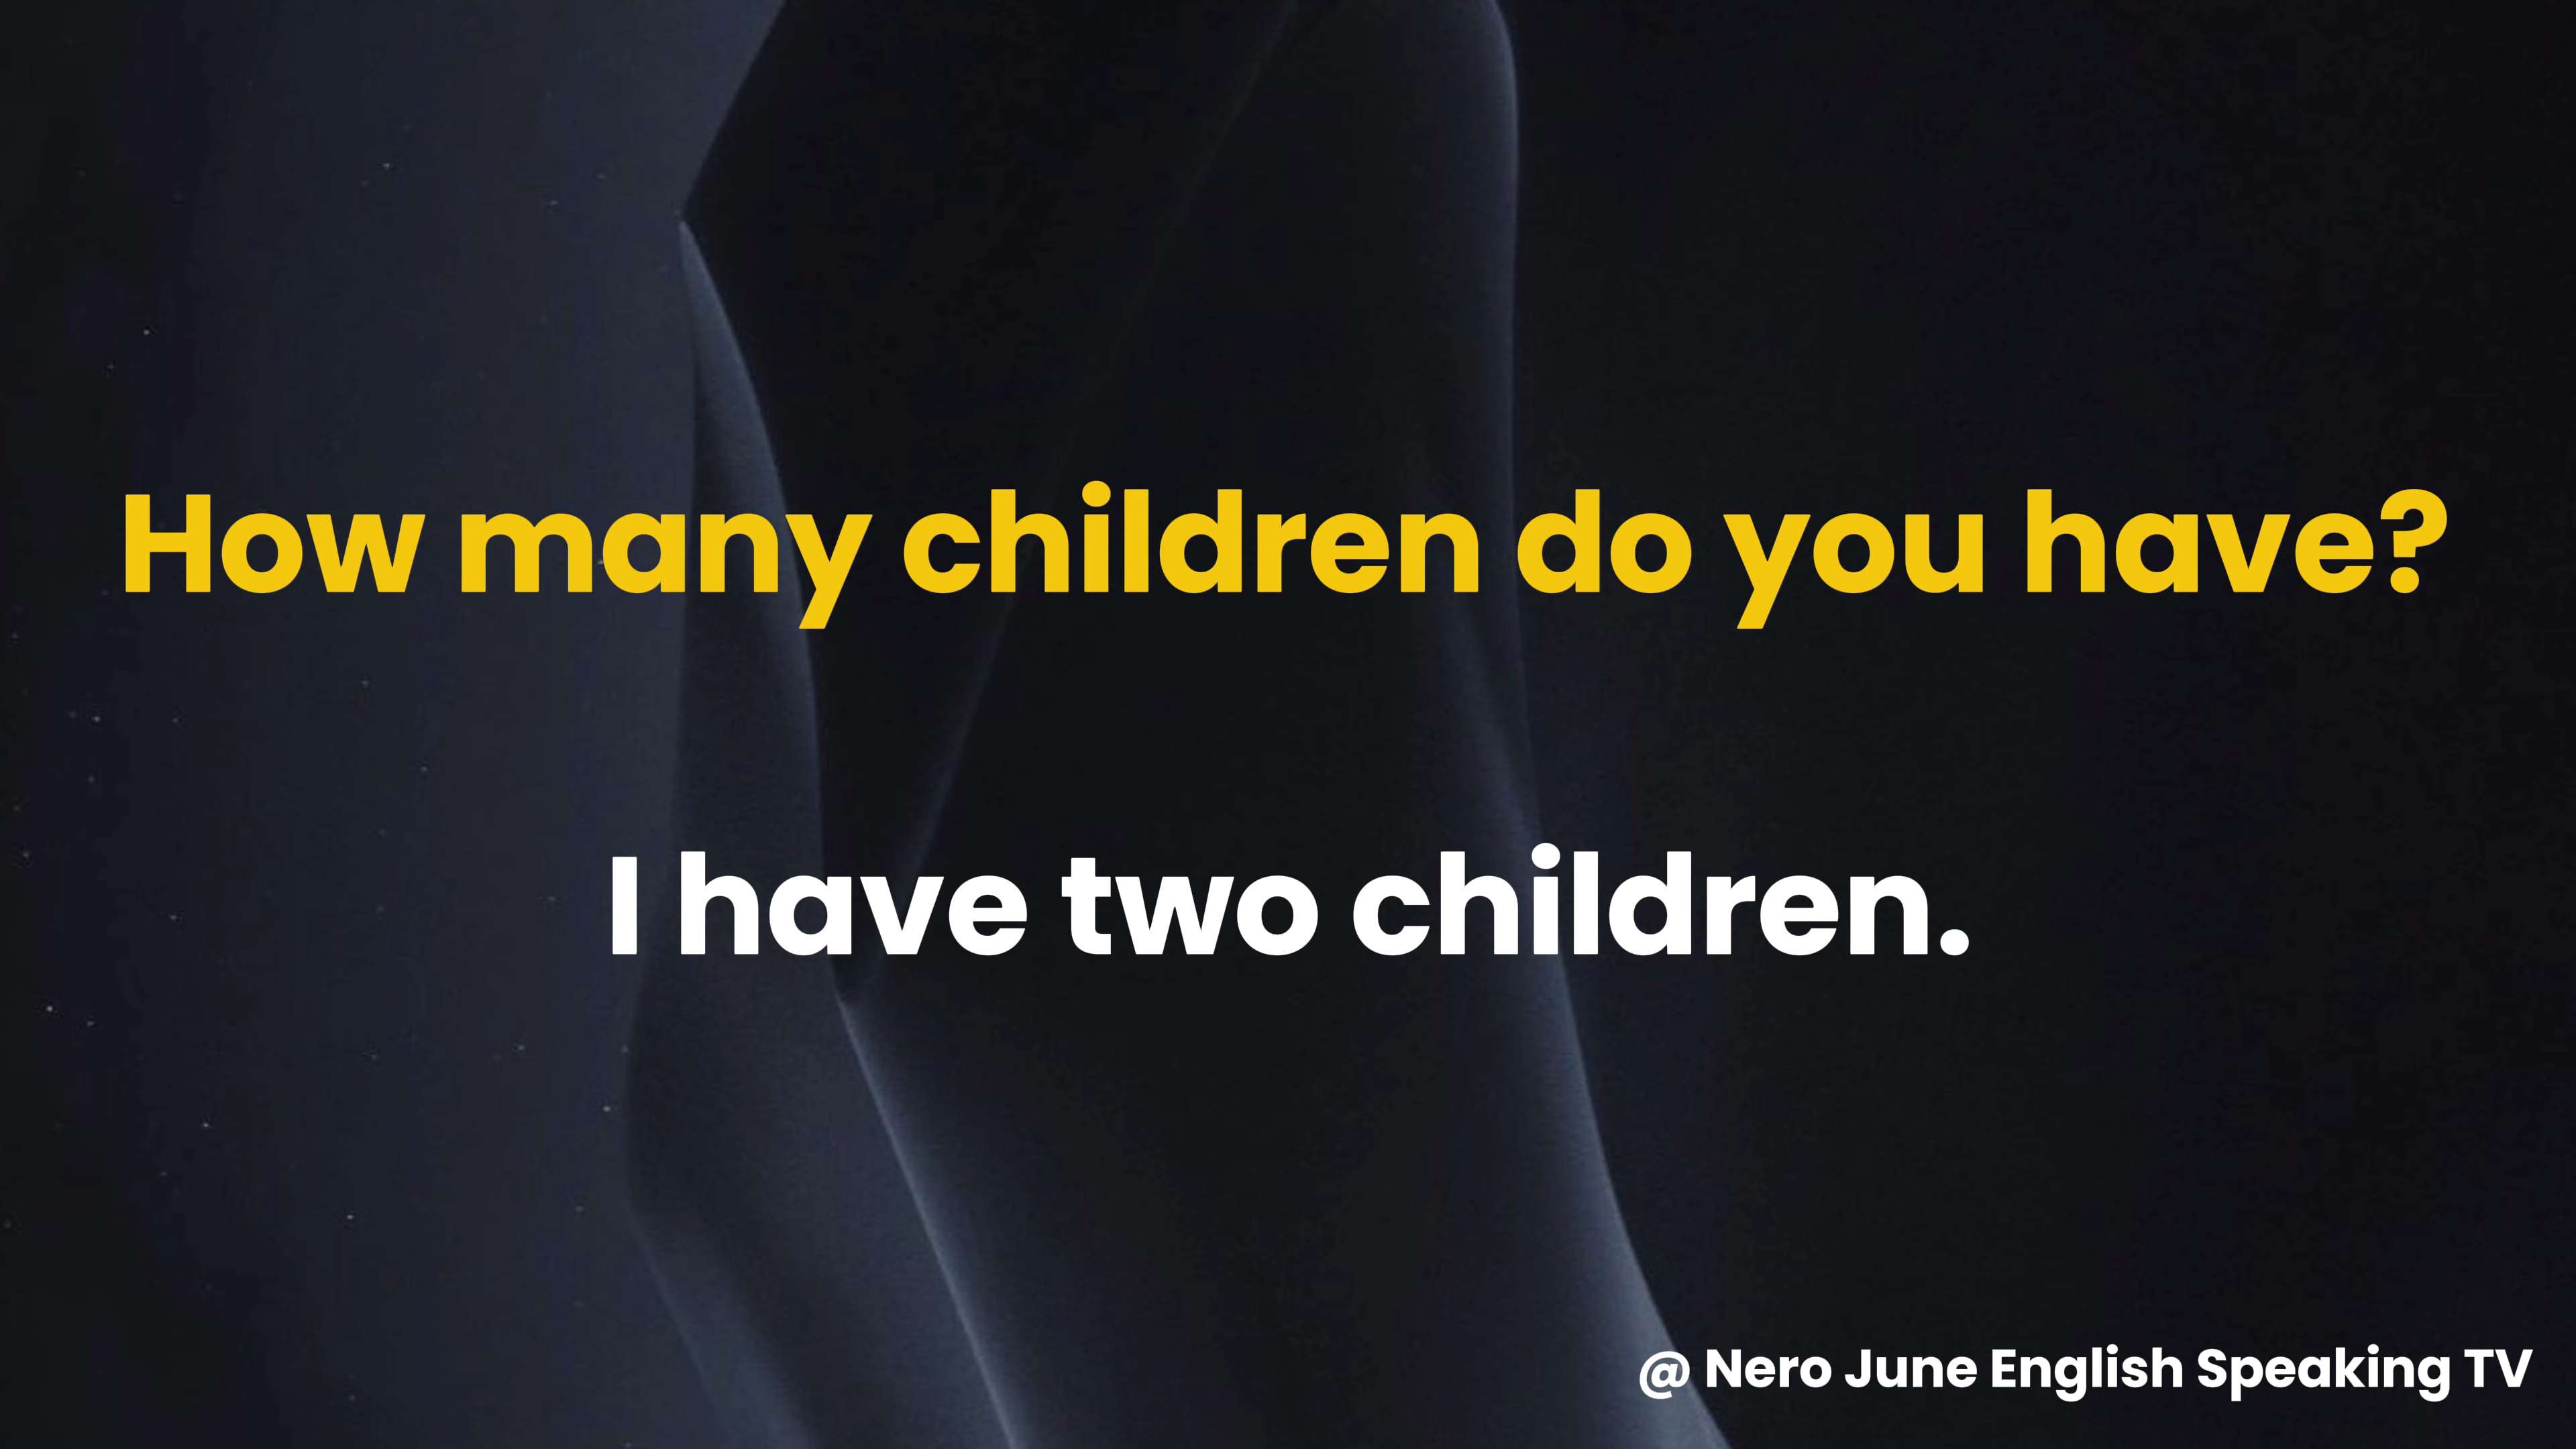 How many children do you have?
I have two children.
@ Nero June English Speaking TV